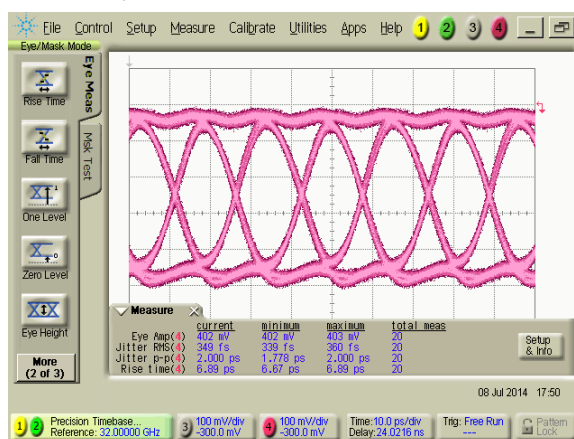 File Control Setup Measure Calibrate Utilities Apps Help 1 2 3 4
Eye/Mask Mode
Eye Meas
Msk Test
Rise Time
Fall Time
One Level
Zero Level
Eye Height
More
(2 of 3)
Measure
current minimum maximum total meas
Eye Amp(4) 402 mV 402 mV 403 mV 20
Jitter RMS(4) 349 fs 339 fs 360 fs 20
Jitter p-p(4) 2.000 ps 1.778 ps 2.000 ps 20
Rise time(4) 6.89 ps 6.67 ps 6.89 ps 20
Setup
& Info
08 Jul 2014 17:50
1 2 Precision Timebase...
Reference: 32.00000 GHz
3 100 mV/div
-300.0 mV
4 100 mV/div
-300.0 mV
Time:10.0 ps/div
Delay:24.0216 ns
Trig: Free Run
---
Pattern
Lock